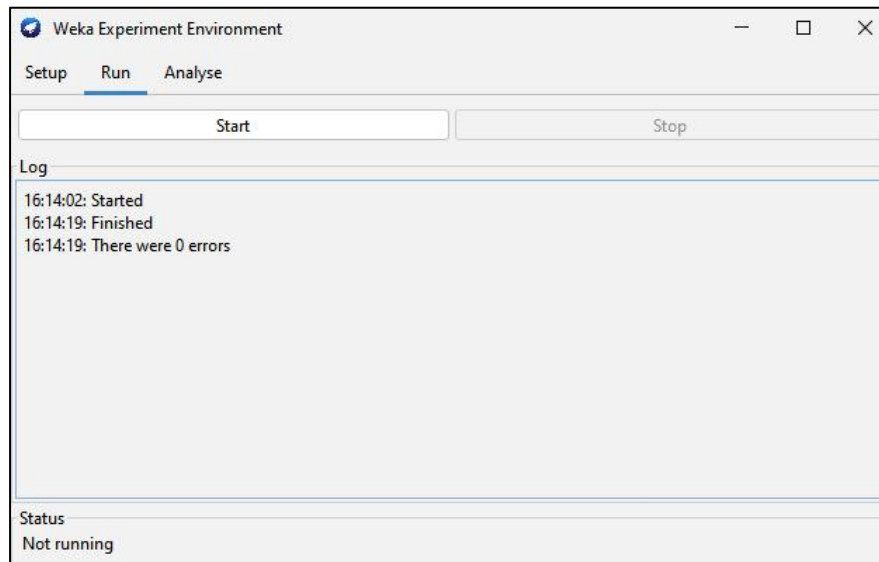 Weka Experiment Environment
Setup Run Analyse
Start Stop
Log
16:14:02: Started
16:14:19: Finished
16:14:19: There were 0 errors
Status
Not running